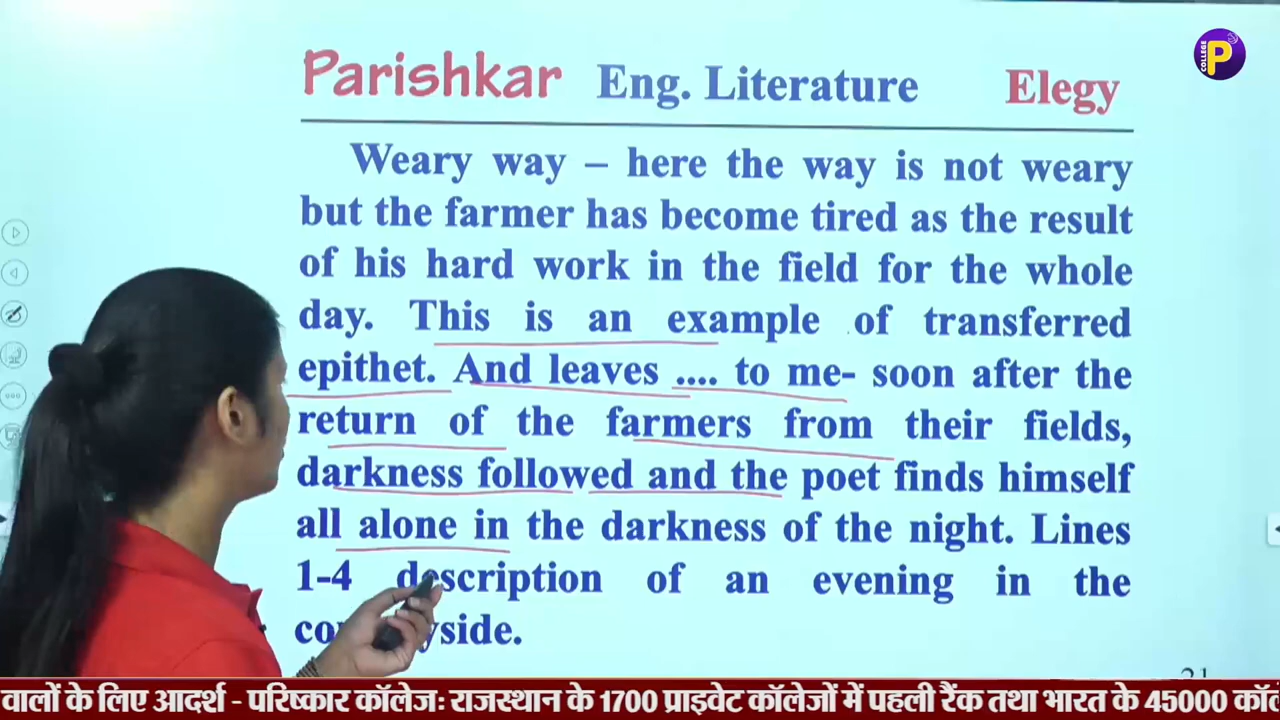 COLLEGE P
Parishkar Eng. Literature Elegy
Weary way – here the way is not weary
but the farmer has become tired as the result
of his hard work in the field for the whole
day. This is an example of transferred
epithet. And leaves .... to me- soon after the
return of the farmers from their fields,
darkness followed and the poet finds himself
all alone in the darkness of the night. Lines
1-4 description of an evening in the
countryside.
वालों के लिए आदर्श - परिष्कार कॉलेजः राजस्थान के 1700 प्राइवेट कॉलेजों में पहली रैंक तथा भारत के 45000